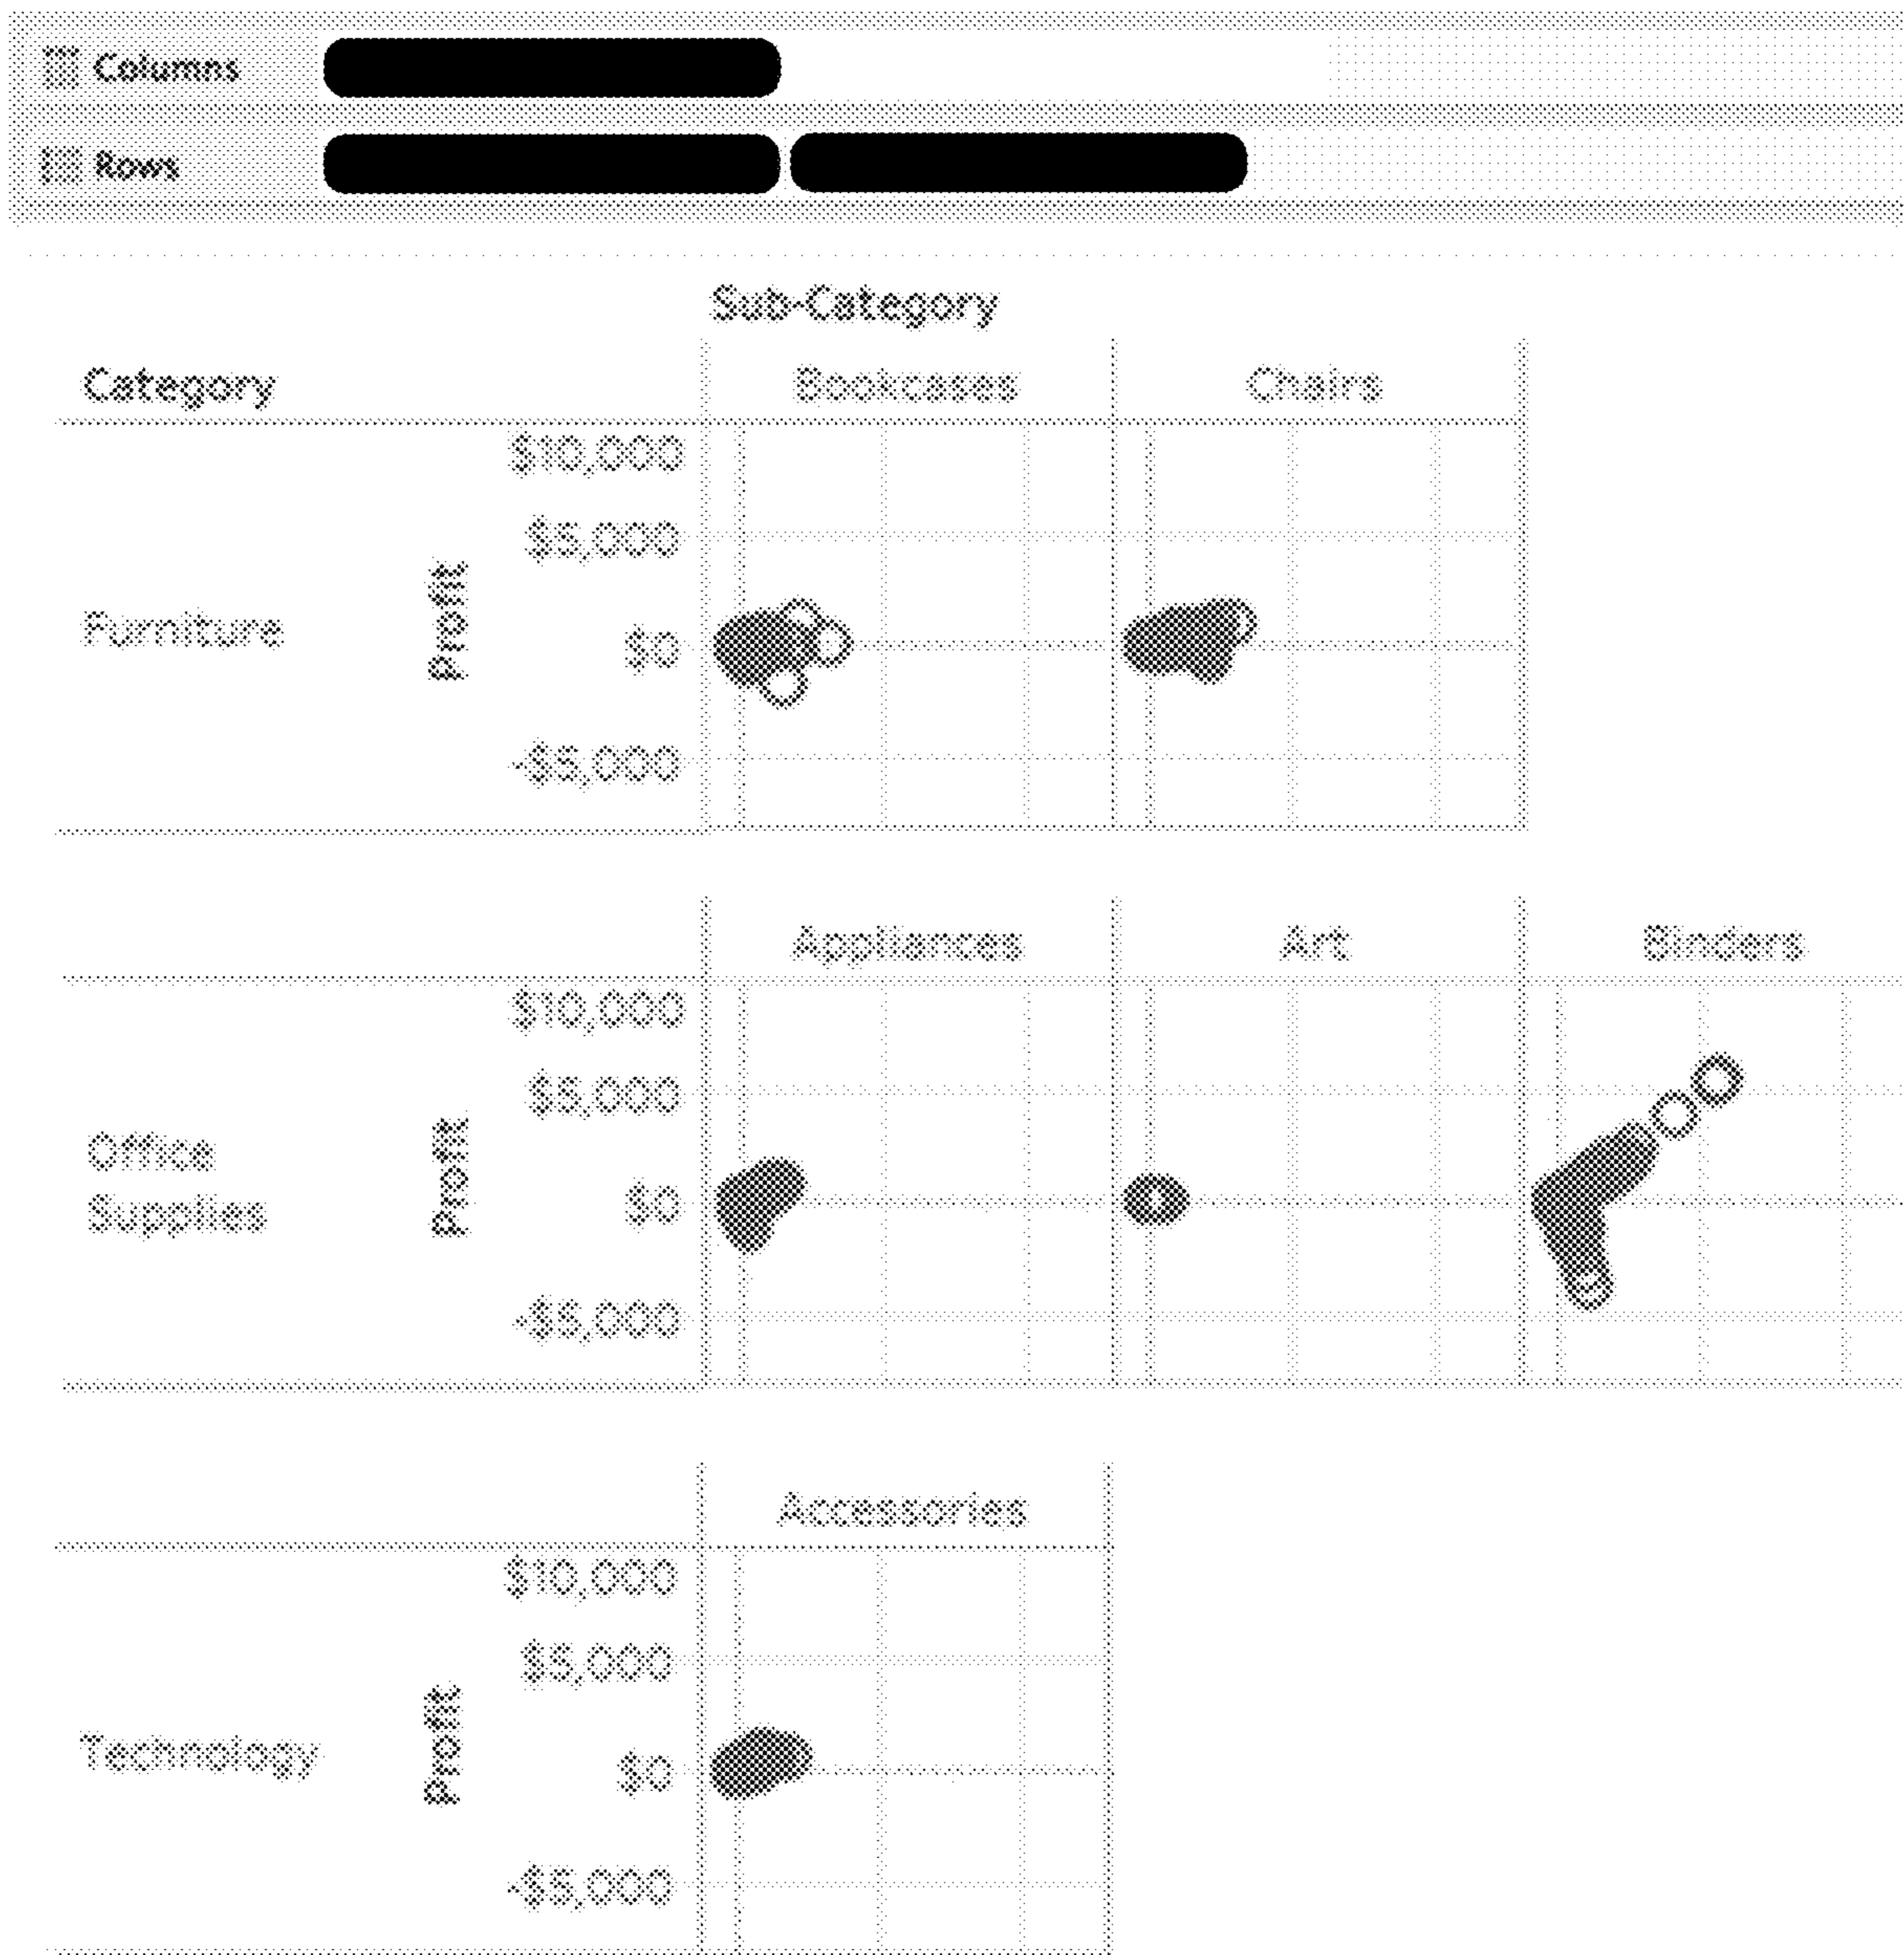 Columns
Rows
Sub-Category
Category
Bookcases
Chairs
$10,000
$5,000
Furniture
Profit
$0
-$5,000
Appliances
Art
Binders
$10,000
$5,000
Office
Supplies
Profit
$0
-$5,000
Accessories
$10,000
$5,000
Technology
Profit
$0
-$5,000